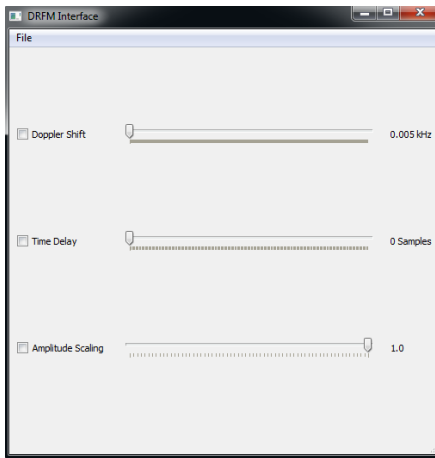 DRFM Interface
File
Doppler Shift 0.005 kHz
Time Delay 0 Samples
Amplitude Scaling 1.0